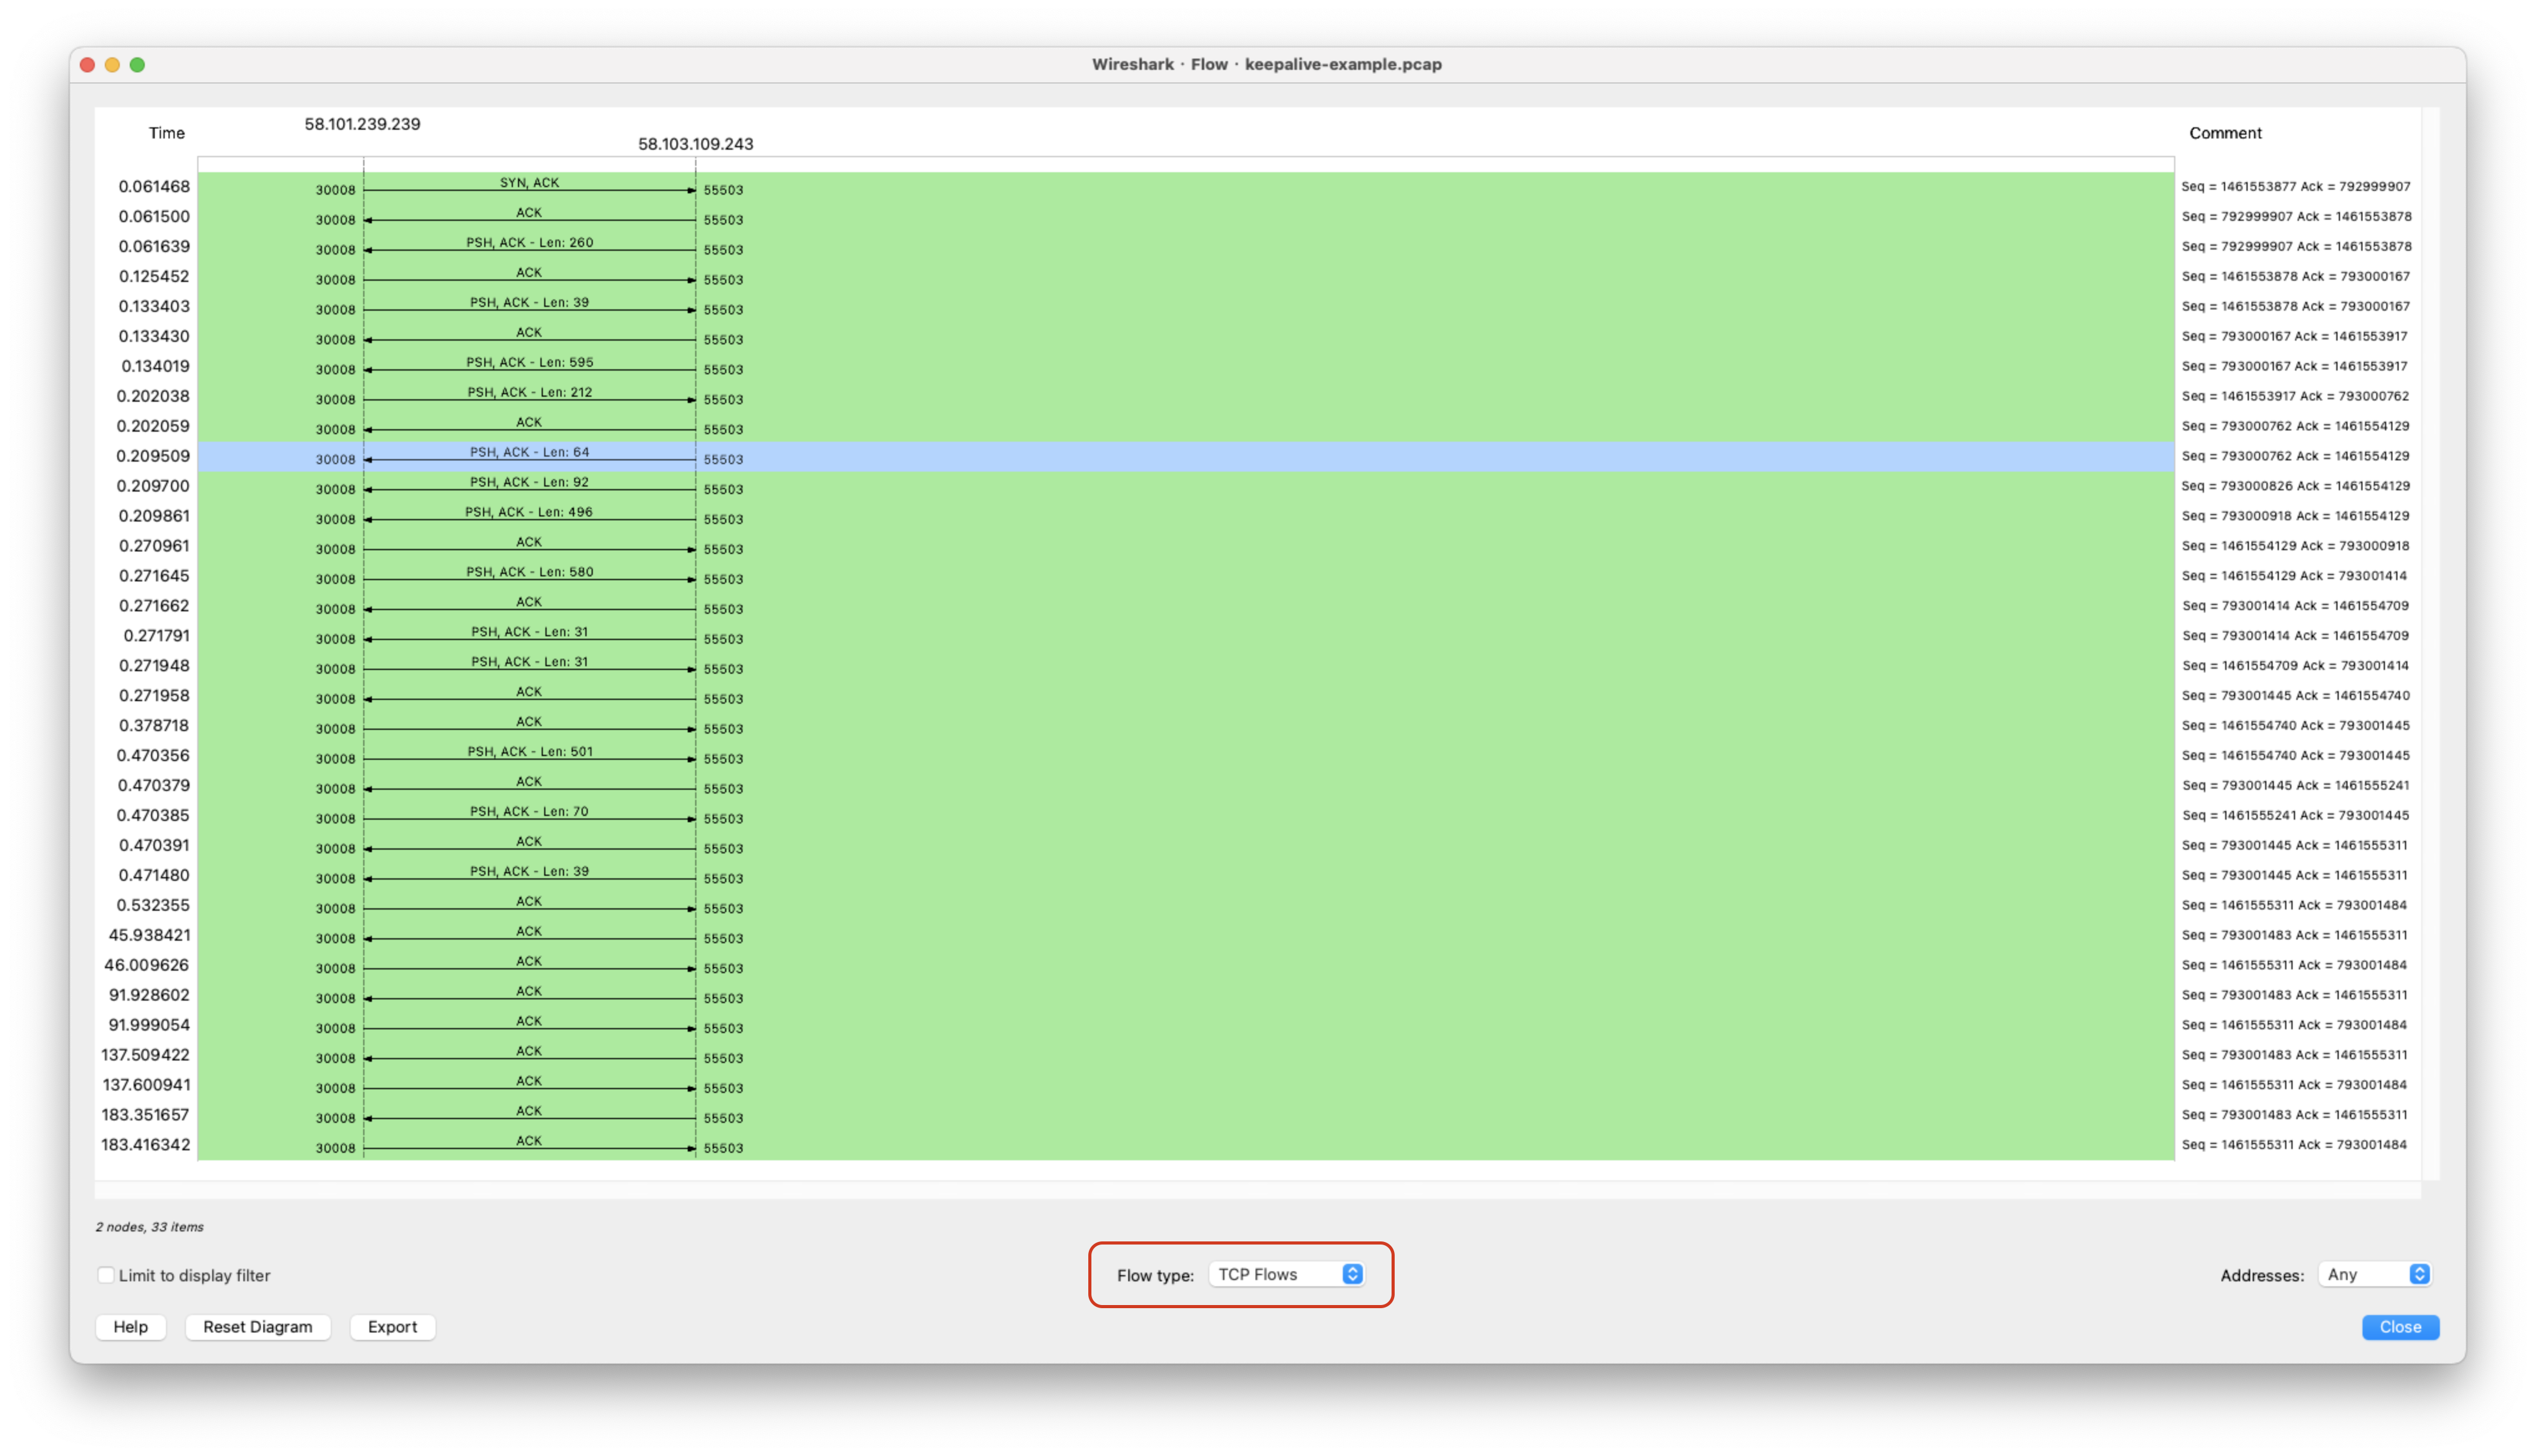 Wireshark · Flow · keepalive-example.pcap
Time 58.101.239.239 58.103.109.243 Comment
0.061468 30008 SYN, ACK 55503 Seq = 1461553877 Ack = 792999907
0.061500 30008 ACK 55503 Seq = 792999907 Ack = 1461553878
0.061639 30008 PSH, ACK - Len: 260 55503 Seq = 792999907 Ack = 1461553878
0.125452 30008 ACK 55503 Seq = 1461553878 Ack = 793000167
0.133403 30008 PSH, ACK - Len: 39 55503 Seq = 1461553878 Ack = 793000167
0.133430 30008 ACK 55503 Seq = 793000167 Ack = 1461553917
0.134019 30008 PSH, ACK - Len: 595 55503 Seq = 793000167 Ack = 1461553917
0.202038 30008 PSH, ACK - Len: 212 55503 Seq = 1461553917 Ack = 793000762
0.202059 30008 ACK 55503 Seq = 793000762 Ack = 1461554129
0.209509 30008 PSH, ACK - Len: 64 55503 Seq = 793000762 Ack = 1461554129
0.209700 30008 PSH, ACK - Len: 92 55503 Seq = 793000826 Ack = 1461554129
0.209861 30008 PSH, ACK - Len: 496 55503 Seq = 793000918 Ack = 1461554129
0.270961 30008 ACK 55503 Seq = 1461554129 Ack = 793000918
0.271645 30008 PSH, ACK - Len: 580 55503 Seq = 1461554129 Ack = 793001414
0.271662 30008 ACK 55503 Seq = 793001414 Ack = 1461554709
0.271791 30008 PSH, ACK - Len: 31 55503 Seq = 793001414 Ack = 1461554709
0.271948 30008 PSH, ACK - Len: 31 55503 Seq = 1461554709 Ack = 793001414
0.271958 30008 ACK 55503 Seq = 793001445 Ack = 1461554740
0.378718 30008 ACK 55503 Seq = 1461554740 Ack = 793001445
0.470356 30008 PSH, ACK - Len: 501 55503 Seq = 1461554740 Ack = 793001445
0.470379 30008 ACK 55503 Seq = 793001445 Ack = 1461555241
0.470385 30008 PSH, ACK - Len: 70 55503 Seq = 1461555241 Ack = 793001445
0.470391 30008 ACK 55503 Seq = 793001445 Ack = 1461555311
0.471480 30008 PSH, ACK - Len: 39 55503 Seq = 793001445 Ack = 1461555311
0.532355 30008 ACK 55503 Seq = 1461555311 Ack = 793001484
45.938421 30008 ACK 55503 Seq = 793001483 Ack = 1461555311
46.009626 30008 ACK 55503 Seq = 1461555311 Ack = 793001484
91.928602 30008 ACK 55503 Seq = 793001483 Ack = 1461555311
91.999054 30008 ACK 55503 Seq = 1461555311 Ack = 793001484
137.509422 30008 ACK 55503 Seq = 793001483 Ack = 1461555311
137.600941 30008 ACK 55503 Seq = 1461555311 Ack = 793001484
183.351657 30008 ACK 55503 Seq = 793001483 Ack = 1461555311
183.416342 30008 ACK 55503 Seq = 1461555311 Ack = 793001484
2 nodes, 33 items
Limit to display filter Flow type: TCP Flows Addresses: Any
Help Reset Diagram Export Close